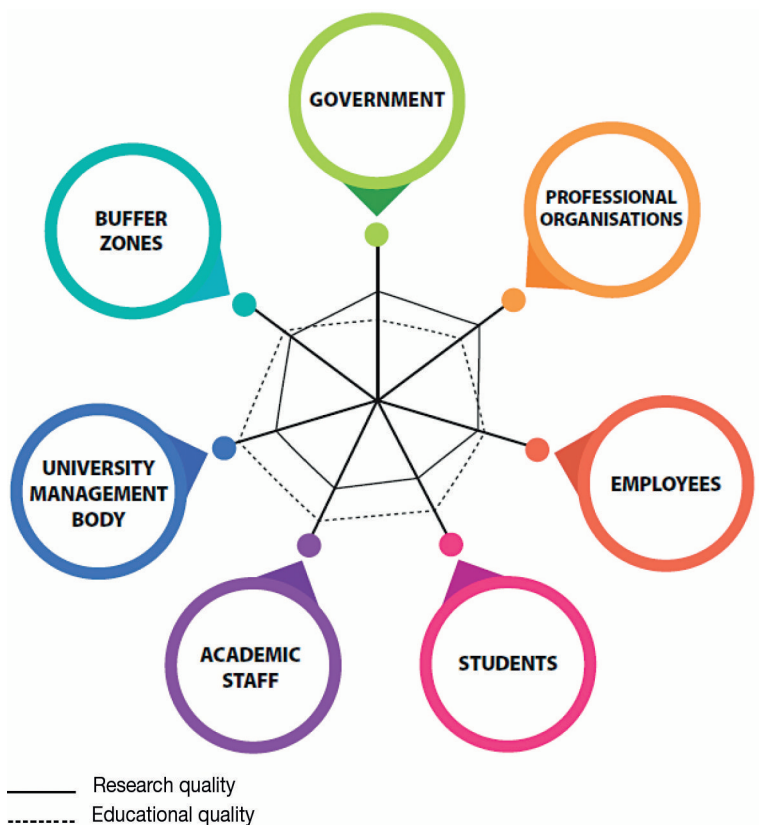 GOVERNMENT
PROFESSIONAL
ORGANISATIONS
BUFFER
ZONES
UNIVERSITY
MANAGEMENT
BODY
EMPLOYEES
ACADEMIC
STAFF
STUDENTS
Research quality
Educational quality